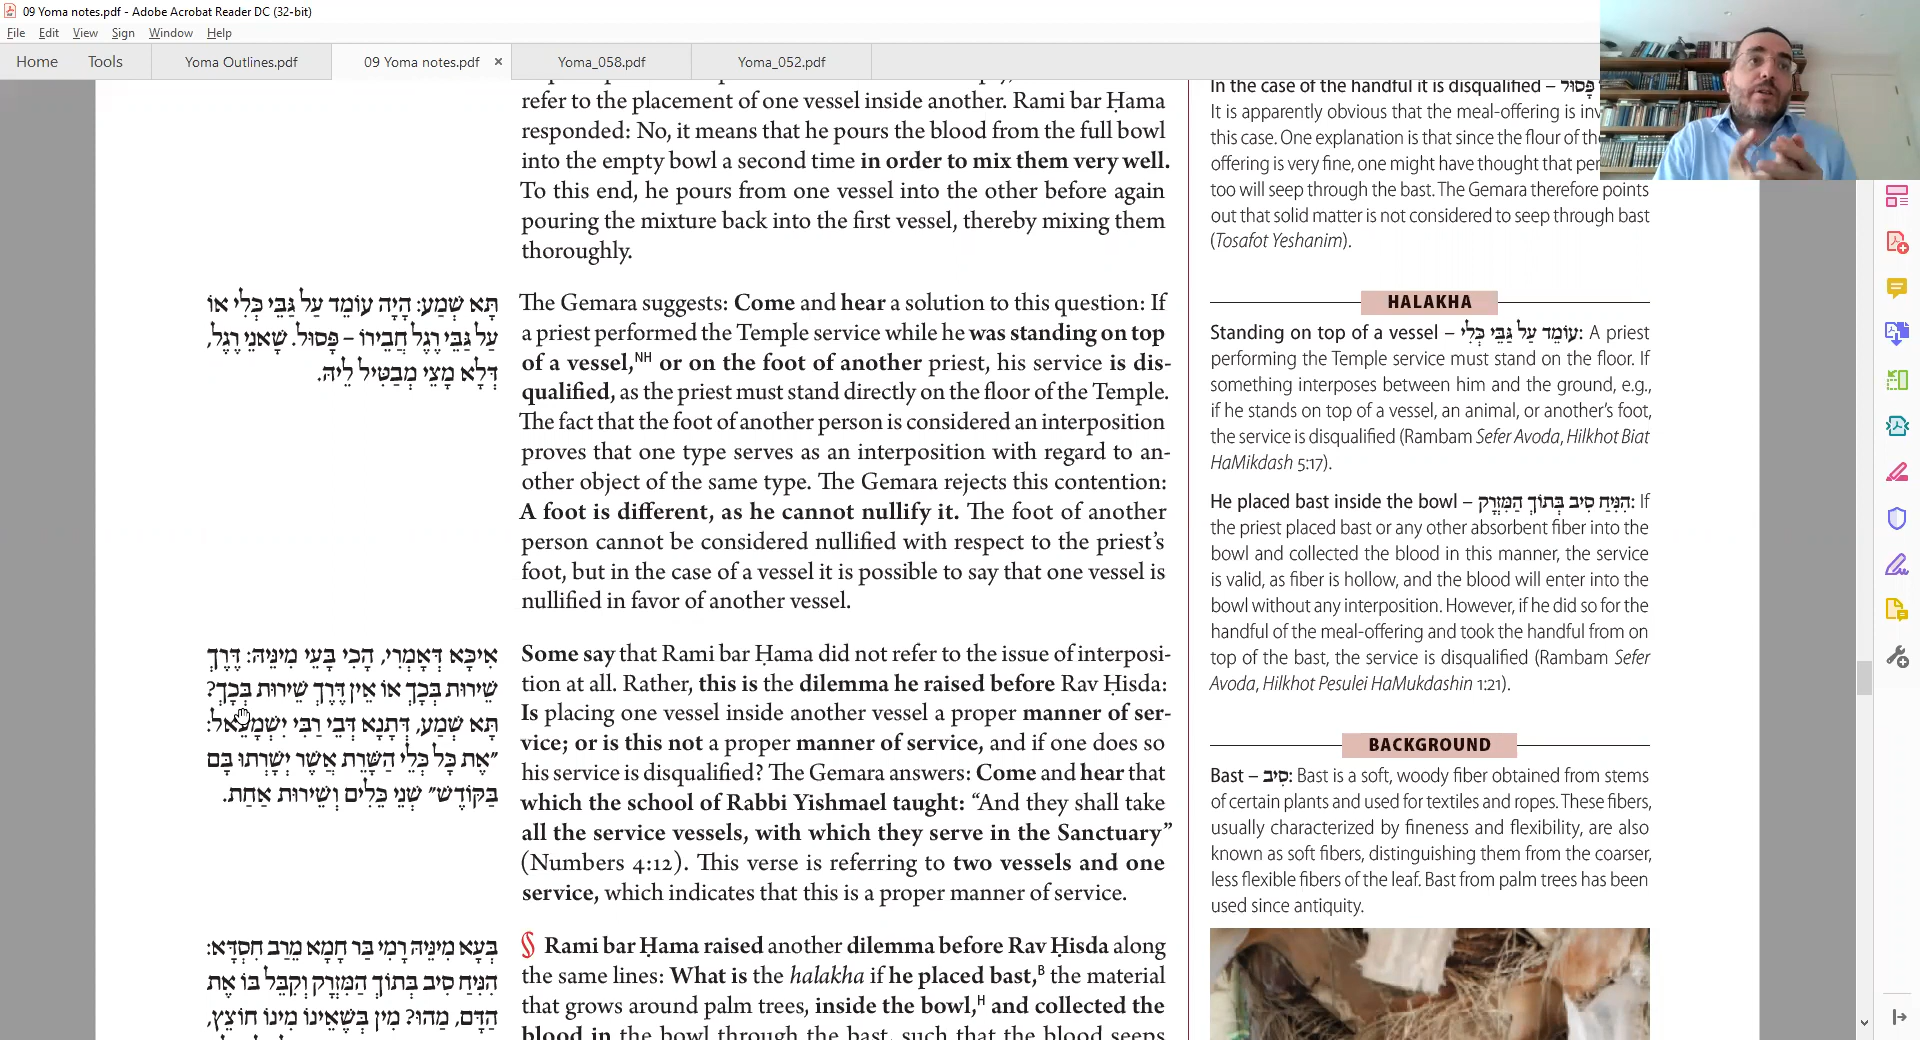 09 Yoma notes.pdf - Adobe Acrobat Reader DC (32-bit)
File Edit View Sign Window Help
Home Tools Yoma Outlines.pdf 09 Yoma notes.pdf × Yoma_058.pdf Yoma_052.pdf
refer to the placement of one vessel inside another. Rami bar Ḥama
responded: No, it means that he pours the blood from the full bowl
into the empty bowl a second time in order to mix them very well.
To this end, he pours from one vessel into the other before again
pouring the mixture back into the first vessel, thereby mixing them
thoroughly.
תָּא שְׁמַע: הָיָה עוֹמֵד עַל גַּבֵּי כְּלִי אוֹ
עַל גַּבֵּי רֶגֶל חֲבֵירוֹ – פָּסוּל. שָׁאנֵי רֶגֶל,
דְּלָא מָצֵי מְבַטֵּיל לֵיהּ.
The Gemara suggests: Come and hear a solution to this question: If
a priest performed the Temple service while he was standing on top
of a vessel,NH or on the foot of another priest, his service is dis-
qualified, as the priest must stand directly on the floor of the Temple.
The fact that the foot of another person is considered an interposition
proves that one type serves as an interposition with regard to an-
other object of the same type. The Gemara rejects this contention:
A foot is different, as he cannot nullify it. The foot of another
person cannot be considered nullified with respect to the priest's
foot, but in the case of a vessel it is possible to say that one vessel is
nullified in favor of another vessel.
אִיכָּא דְּאָמְרִי, הָכִי בָּעֵי מִינֵּיהּ: דֶּרֶךְ
שֵׁירוּת בְּכָךְ אוֹ אֵין דֶּרֶךְ שֵׁירוּת בְּכָךְ?
תָּא שְׁמַע, דְּתָנָא דְּבֵי רַבִּי יִשְׁמָעֵאל:
"אֶת כָּל כְּלֵי הַשָּׁרֵת אֲשֶׁר יְשָׁרְתוּ בָם
בַּקּוֹדֶשׁ" שְׁנֵי כֵּלִים וְשֵׁירוּת אַחַת.
Some say that Rami bar Ḥama did not refer to the issue of interposi-
tion at all. Rather, this is the dilemma he raised before Rav Ḥisda:
Is placing one vessel inside another vessel a proper manner of ser-
vice; or is this not a proper manner of service, and if one does so
his service is disqualified? The Gemara answers: Come and hear that
which the school of Rabbi Yishmael taught: “And they shall take
all the service vessels, with which they serve in the Sanctuary”
(Numbers 4:12). This verse is referring to two vessels and one
service, which indicates that this is a proper manner of service.
בְּעָא מִינֵּיהּ רָמִי בַּר חָמָא מֵרַב חִסְדָּא:
הִנִּיחַ סִיב בְּתוֹךְ הַמִּזְרָק וְקִבֵּל בּוֹ אֶת
הַדָּם, מַהוּ? מִין בְּשֶׁאֵינוֹ מִינוֹ חוֹצֵץ,
Rami bar Ḥama raised another dilemma before Rav Ḥisda along
the same lines: What is the halakha if he placed bast,B the material
that grows around palm trees, inside the bowl,H and collected the
blood in the bowl through the bast, such that the blood seeps
In the case of the handful it is disqualified –
It is apparently obvious that the meal-offering is
this case. One explanation is that since the flour of
offering is very fine, one might have thought that
too will seep through the bast. The Gemara therefore points
out that solid matter is not considered to seep through bast
(Tosafot Yeshanim).
HALAKHA
Standing on top of a vessel – עוֹמֵד עַל גַּבֵּי כְּלִי: A priest
performing the Temple service must stand on the floor. If
something interposes between him and the ground, e.g.,
if he stands on top of a vessel, an animal, or another's foot,
the service is disqualified (Rambam Sefer Avoda, Hilkhot Biat
HaMikdash 5:17).
He placed bast inside the bowl – הִנִּיחַ סִיב בְּתוֹךְ הַמִּזְרָק: If
the priest placed bast or any other absorbent fiber into the
bowl and collected the blood in this manner, the service
is valid, as fiber is hollow, and the blood will enter into the
bowl without any interposition. However, if he did so for the
handful of the meal-offering and took the handful from on
top of the bast, the service is disqualified (Rambam Sefer
Avoda, Hilkhot Pesulei HaMukdashin 1:21).
BACKGROUND
Bast – סִיב: Bast is a soft, woody fiber obtained from stems
of certain plants and used for textiles and ropes. These fibers,
usually characterized by fineness and flexibility, are also
known as soft fibers, distinguishing them from the coarser,
less flexible fibers of the leaf. Bast from palm trees has been
used since antiquity.